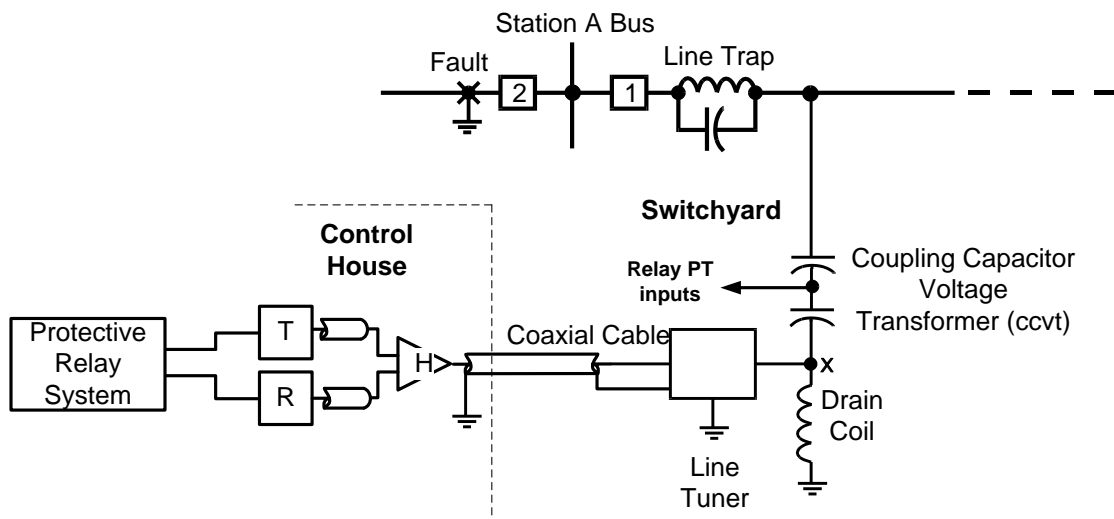 Station A Bus
Fault
Line Trap
2
1
Switchyard
Control
House
Relay PT
inputs
Coupling Capacitor
Voltage
Transformer (ccvt)
Protective
Relay
System
T
R
H
Coaxial Cable
X
Drain
Coil
Line
Tuner